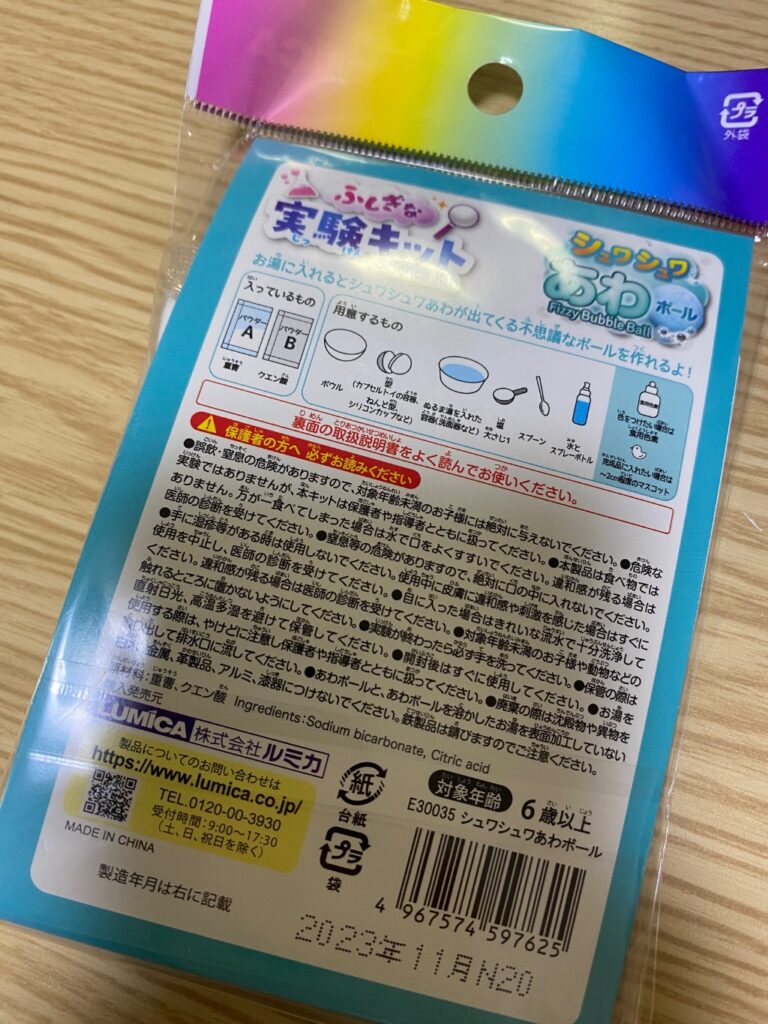 プラ
外袋
ふしぎな
実験キット
シュワシュワ
あわ
ボール
Fizzy Bubble Ball
お湯に入れるとシュワシュワあわが出てくる不思議なボールを作れるよ！
入っているもの
パウダー
A
パウダー
B
重曹
クエン酸
用意するもの
ボウル
型
(カプセルトイの容器、
ねんど型、
シリコンカップなど)
ぬるま湯を入れた
容器(洗面器など)
塩
大さじ1
スプーン
水と
スプレーボトル
食用色素
色をつけたい場合は
食用色素
完成品に入れたい場合は
～2cm程度のマスコット
裏面の取扱説明書をよく読んでお使いください。
保護者の方へ 必ずお読みください
●誤飲・窒息の危険がありますので、対象年齢未満のお子様には絶対に与えないでください。●危険な
実験ではありませんが、本キットは保護者や指導者とともに扱ってください。●本製品は食べ物では
ありません。万が一食べてしまった場合は水で口をよくすすいでください。違和感が残る場合は
医師の診断を受けてください。●窒息等の危険がありますので、絶対に口の中に入れないでください。
●手に湿疹等がある時は使用しないでください。使用中に皮膚に違和感や刺激を感じた場合はすぐに
使用を中止し、医師の診断を受けてください。●目に入った場合はきれいな流水で十分洗浄して
ください。違和感が残る場合は医師の診断を受けてください。●対象年齢未満のお子様や動物などの
触れるところに置かないようにしてください。●実験が終わったら必ず手を洗ってください。●保管の際は
直射日光、高温多湿を避けて保管してください。●開封後はすぐに使用してください。●お湯を
使用する際は、やけどに注意し保護者や指導者とともに扱ってください。●廃棄の際は沈殿物や異物を
取り出して排水口に流してください。●あわボールと、あわボールを溶かしたお湯を表面加工していない
金属、革製品、アルミ、漆器につけないでください。鉄製品は錆びますのでご注意ください。
原材料：重曹、クエン酸 Ingredients：Sodium bicarbonate, Citric acid
発売元
LUMICA 株式会社ルミカ
製品についてのお問い合わせは
https://www.lumica.co.jp/
TEL.0120-00-3930
受付時間：9:00～17:30
(土、日、祝日を除く)
MADE IN CHINA
製造年月は右に記載
紙
台紙
プラ
袋
対象年齢 6歳以上
E30035 シュワシュワあわボール
4 967574 597625
2023年11月N20